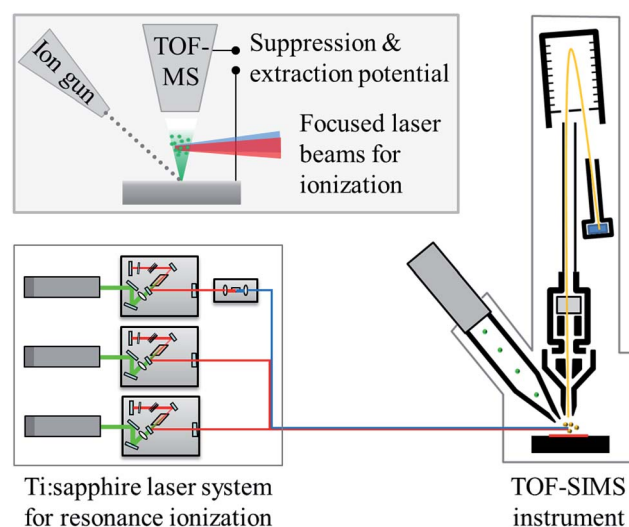 Ion gun
TOF-
MS
Suppression &
extraction potential
Focused laser
beams for
ionization
Ti:sapphire laser system
for resonance ionization
TOF-SIMS
instrument